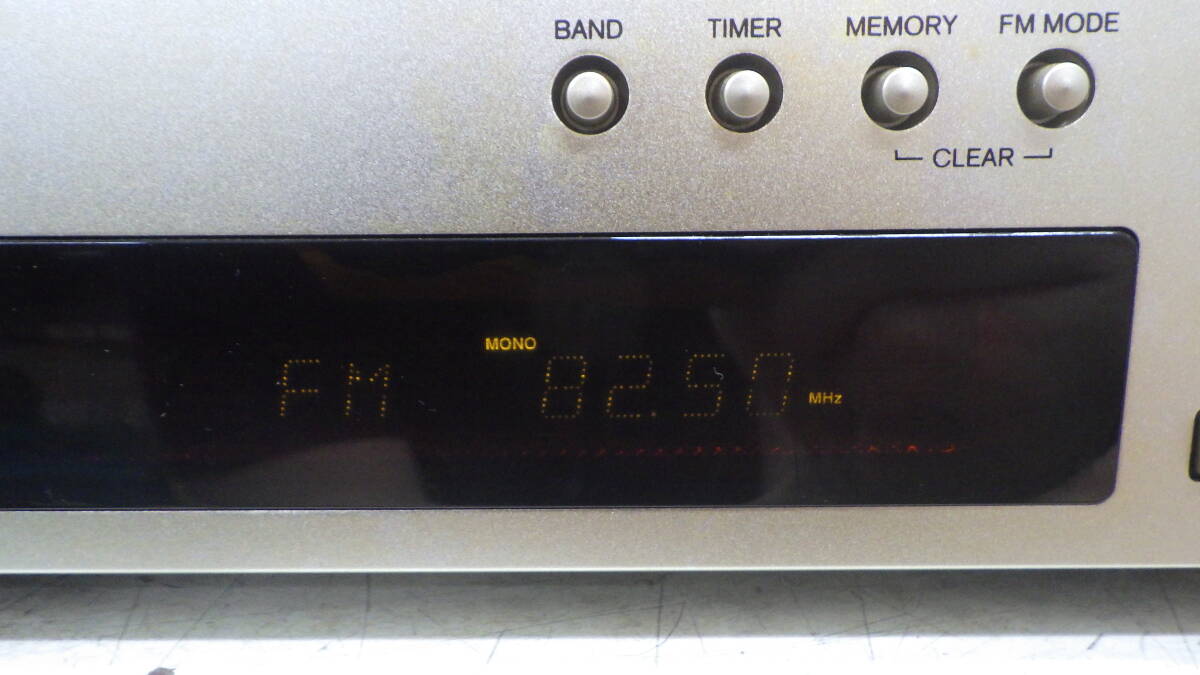 BAND TIMER MEMORY FM MODE
CLEAR
MONO
FM 82.50 MHz